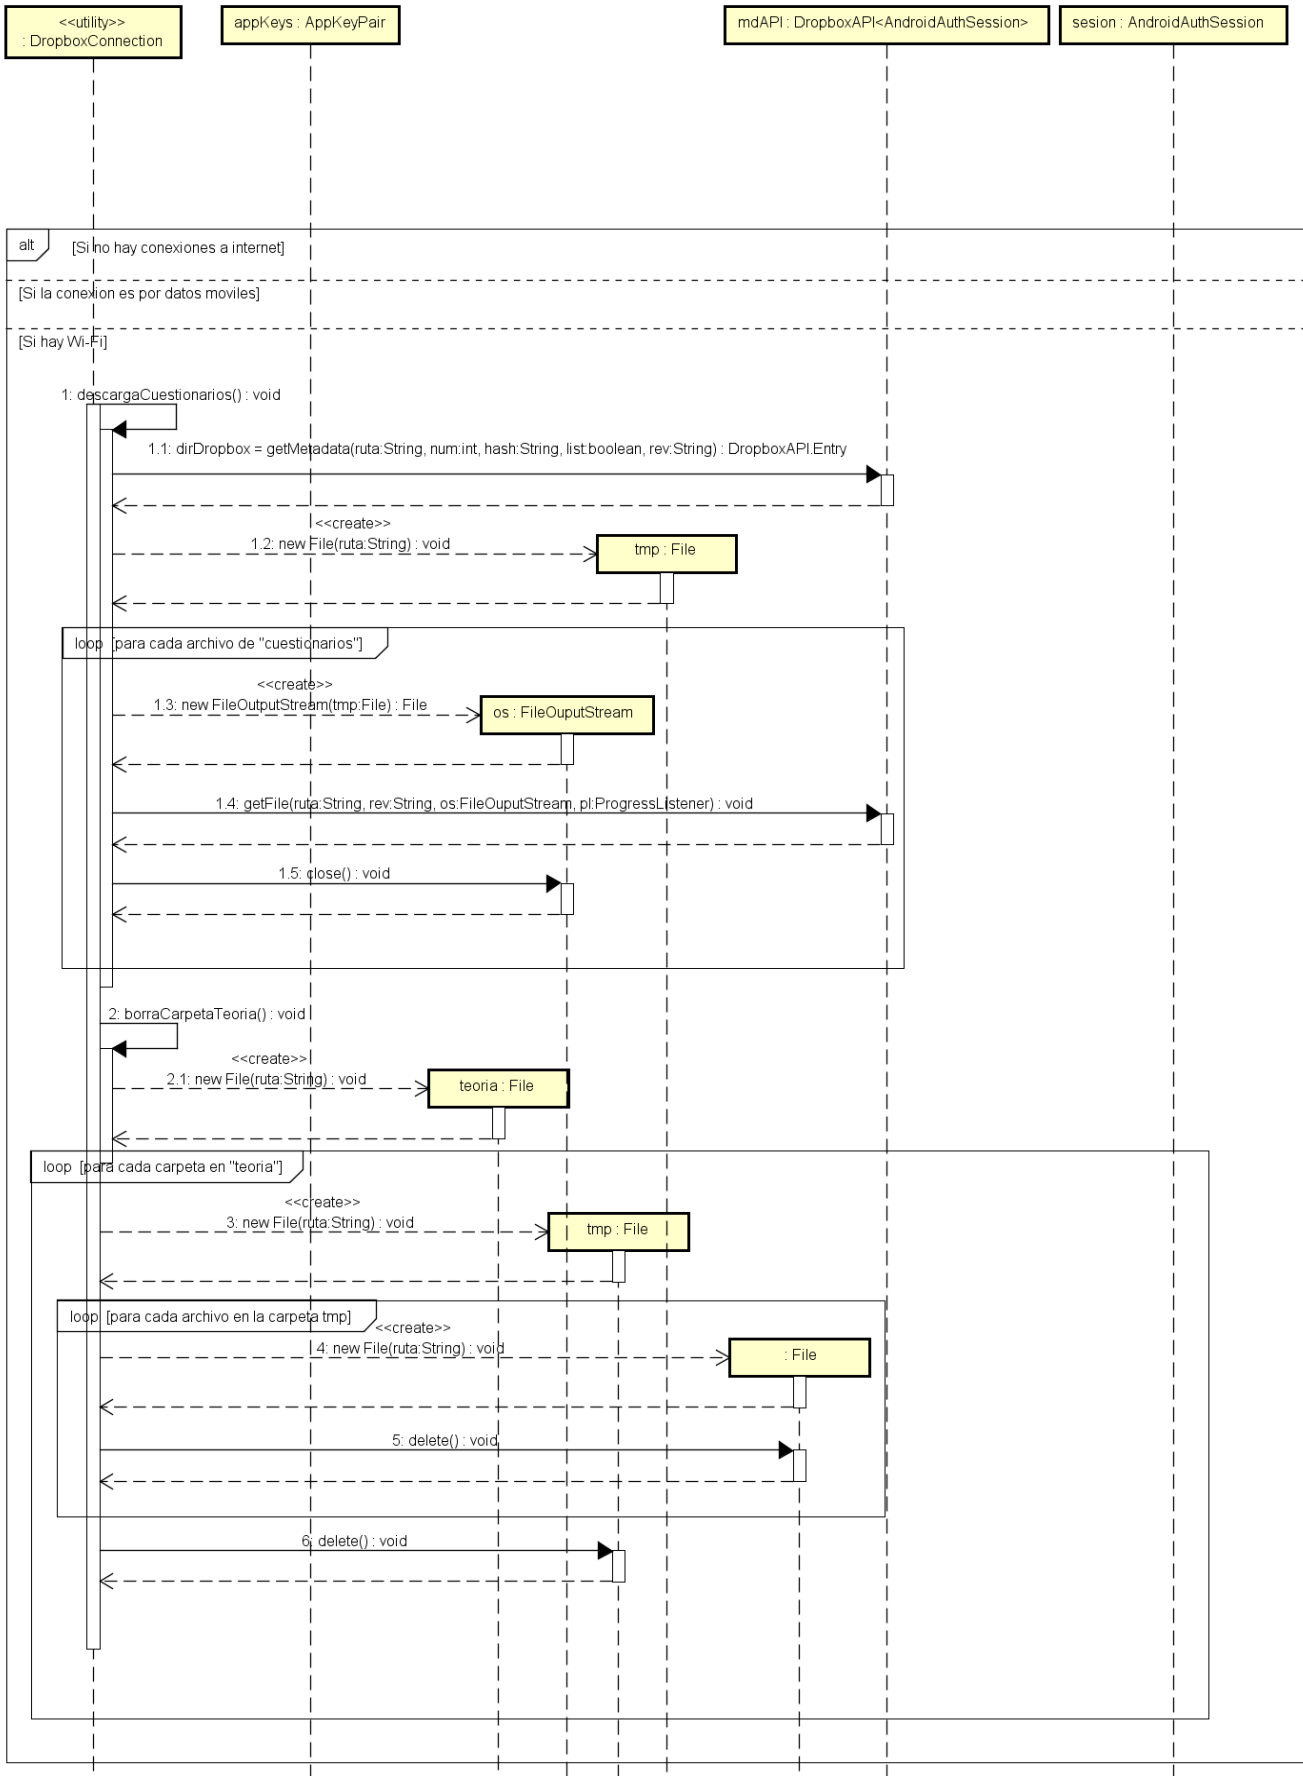 <<utility>>
: DropboxConnection
appKeys : AppKeyPair
mdAPI : DropboxAPI<AndroidAuthSession>
sesion : AndroidAuthSession
alt
[Si no hay conexiones a internet]
[Si la conexion es por datos moviles]
[Si hay Wi-Fi]
1: descargaCuestionarios() : void
1.1: dirDropbox = getMetadata(ruta:String, num:int, hash:String, list:boolean, rev:String) : DropboxAPI.Entry
<<create>>
1.2: new File(ruta:String) : void
tmp : File
loop [para cada archivo de "cuestionarios"]
<<create>>
1.3: new FileOutputStream(tmp:File) : File
os : FileOuputStream
1.4: getFile(ruta:String, rev:String, os:FileOuputStream, pl:ProgressListener) : void
1.5: close() : void
2: borraCarpetaTeoria() : void
<<create>>
2.1: new File(ruta:String) : void
teoria : File
loop [para cada carpeta en "teoria"]
<<create>>
3: new File(ruta:String) : void
tmp : File
loop [para cada archivo en la carpeta tmp]
<<create>>
4: new File(ruta:String) : void
: File
5: delete() : void
6: delete() : void